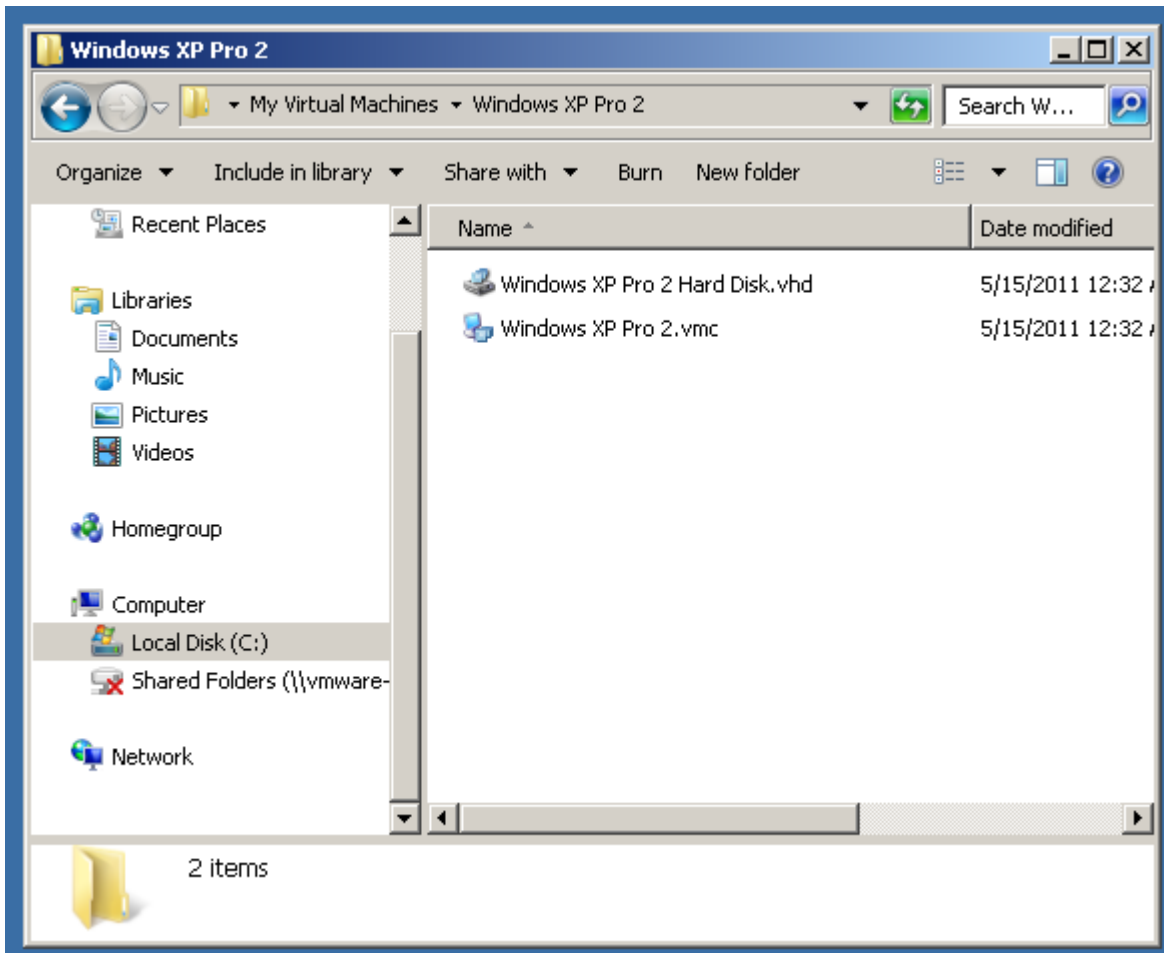 Windows XP Pro 2
My Virtual Machines Windows XP Pro 2 Search W...
Organize Include in library Share with Burn New folder
Recent Places
Libraries
Documents
Music
Pictures
Videos
Homegroup
Computer
Local Disk (C:)
Shared Folders (\\vmware-
Network
Name Date modified
Windows XP Pro 2 Hard Disk.vhd 5/15/2011 12:32
Windows XP Pro 2.vmc 5/15/2011 12:32
2 items